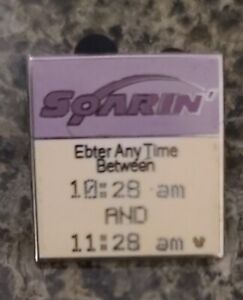 SOARIN'
Ebter Any Time
Between
10:28 am
AND
11:28 am